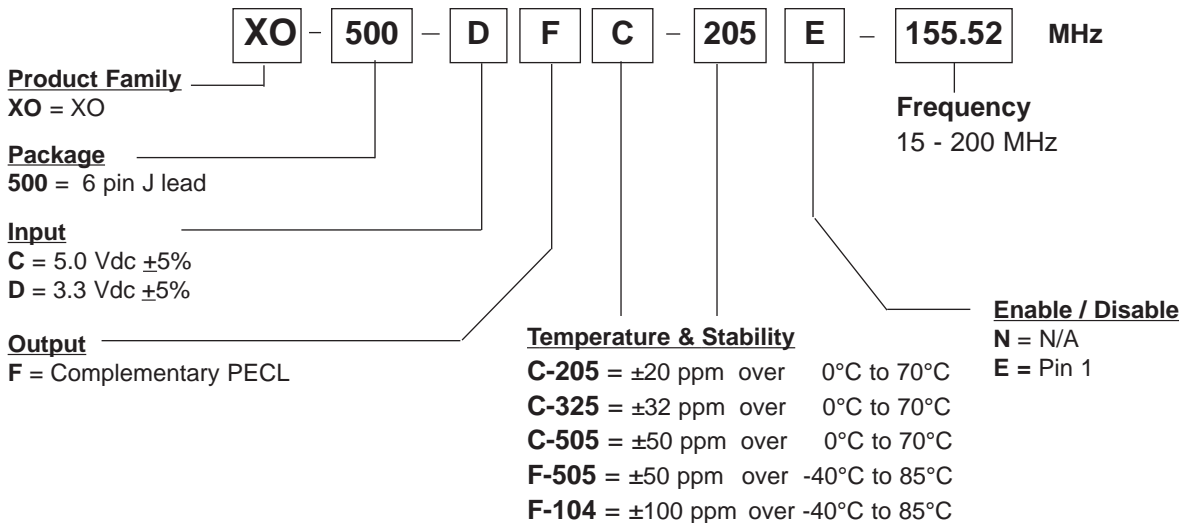 XO - 500 - D F C - 205 E - 155.52 MHz
Product Family
XO = XO
Frequency
15 - 200 MHz
Package
500 = 6 pin J lead
Input
C = 5.0 Vdc ±5%
D = 3.3 Vdc ±5%
Output
F = Complementary PECL
Temperature & Stability
C-205 = ±20 ppm over 0°C to 70°C
C-325 = ±32 ppm over 0°C to 70°C
C-505 = ±50 ppm over 0°C to 70°C
F-505 = ±50 ppm over -40°C to 85°C
F-104 = ±100 ppm over -40°C to 85°C
Enable / Disable
N = N/A
E = Pin 1